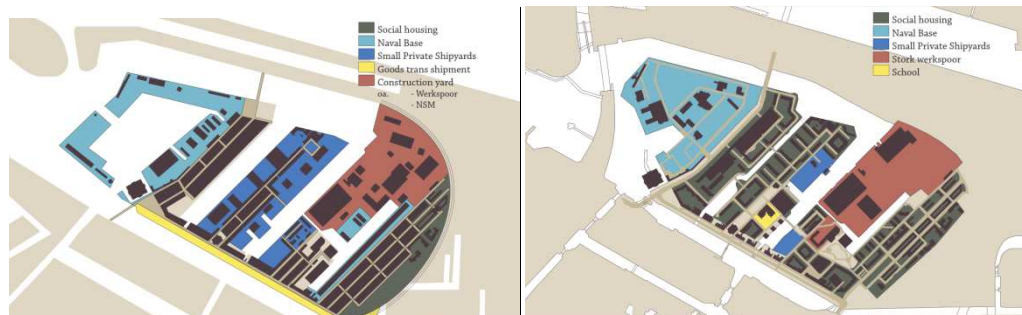 Social housing
Naval Base
Small Private Shipyards
Goods trans shipment
Construction yard
oa. - Werkspoor
- NSM
Social housing
Naval Base
Small Private Shipyards
Stork werkspoor
School